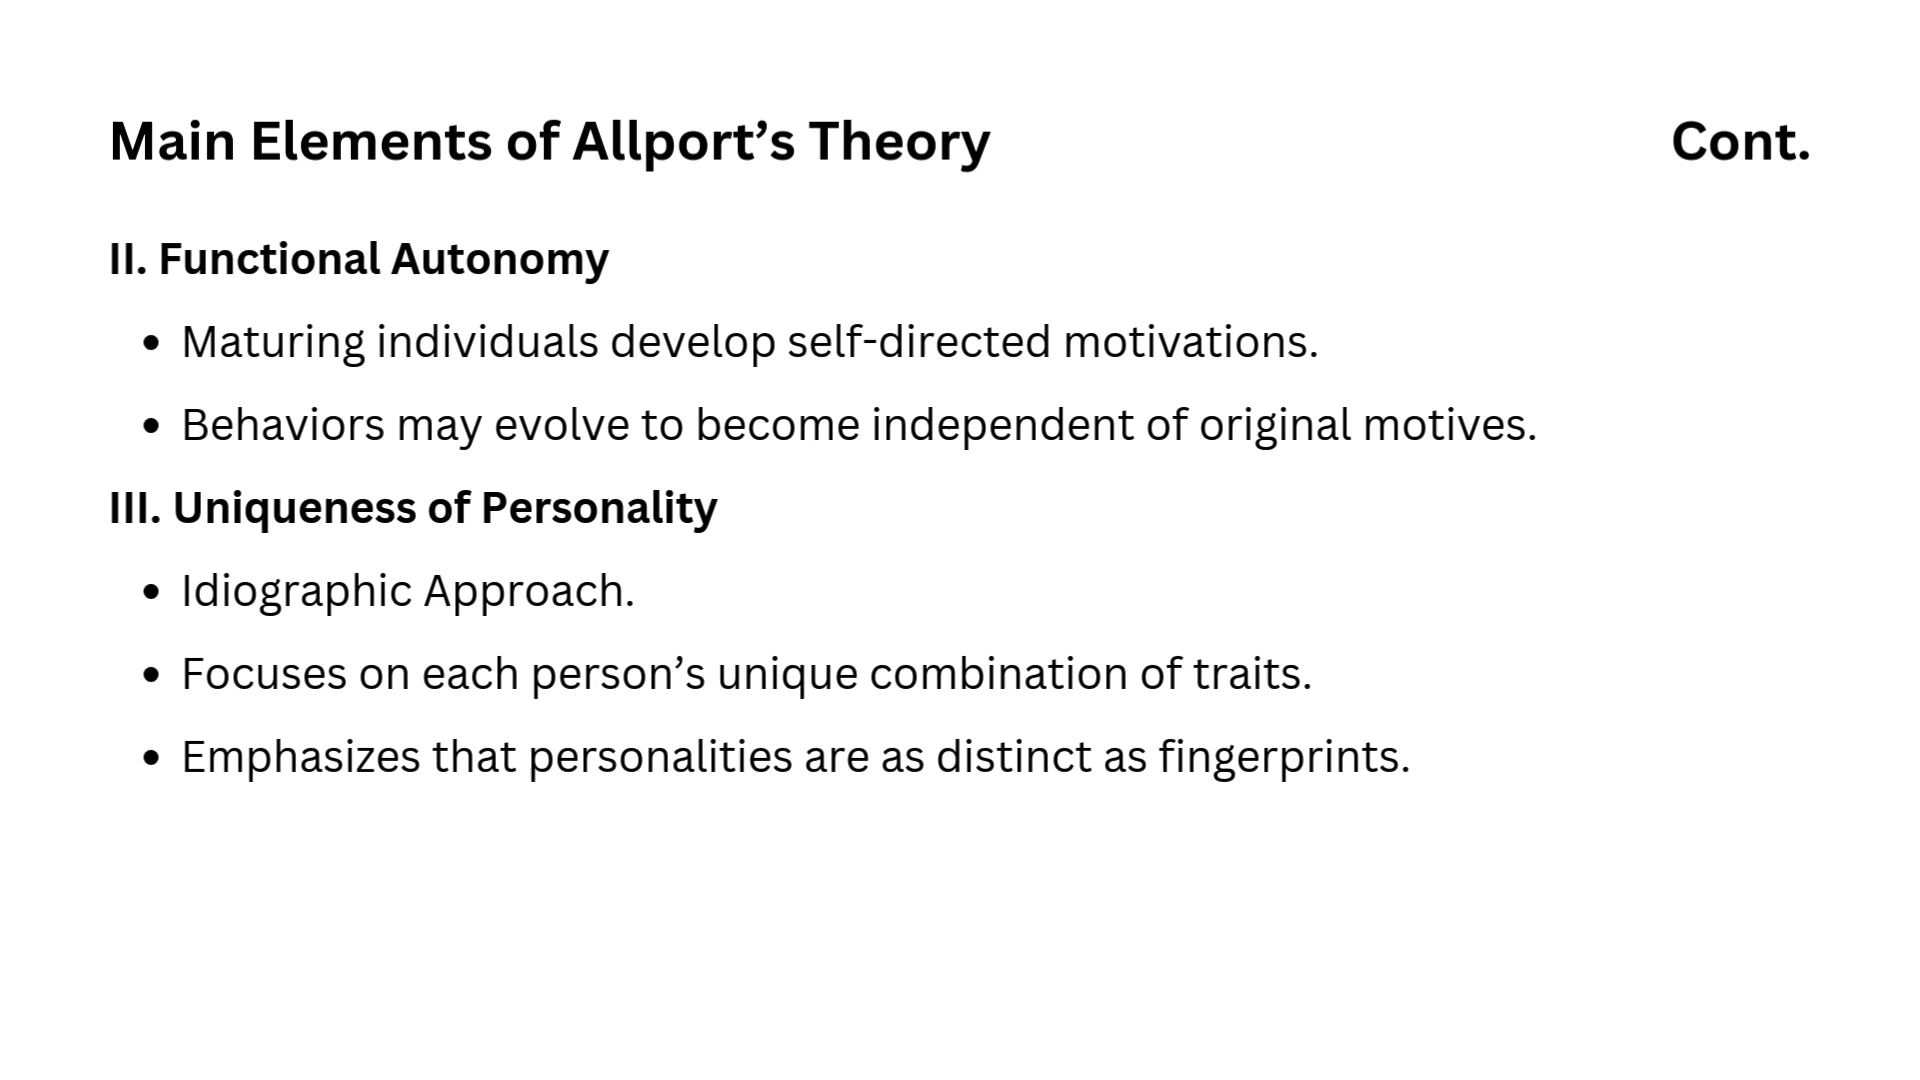 Main Elements of Allport’s Theory Cont.
II. Functional Autonomy
• Maturing individuals develop self-directed motivations.
• Behaviors may evolve to become independent of original motives.
III. Uniqueness of Personality
• Idiographic Approach.
• Focuses on each person’s unique combination of traits.
• Emphasizes that personalities are as distinct as fingerprints.